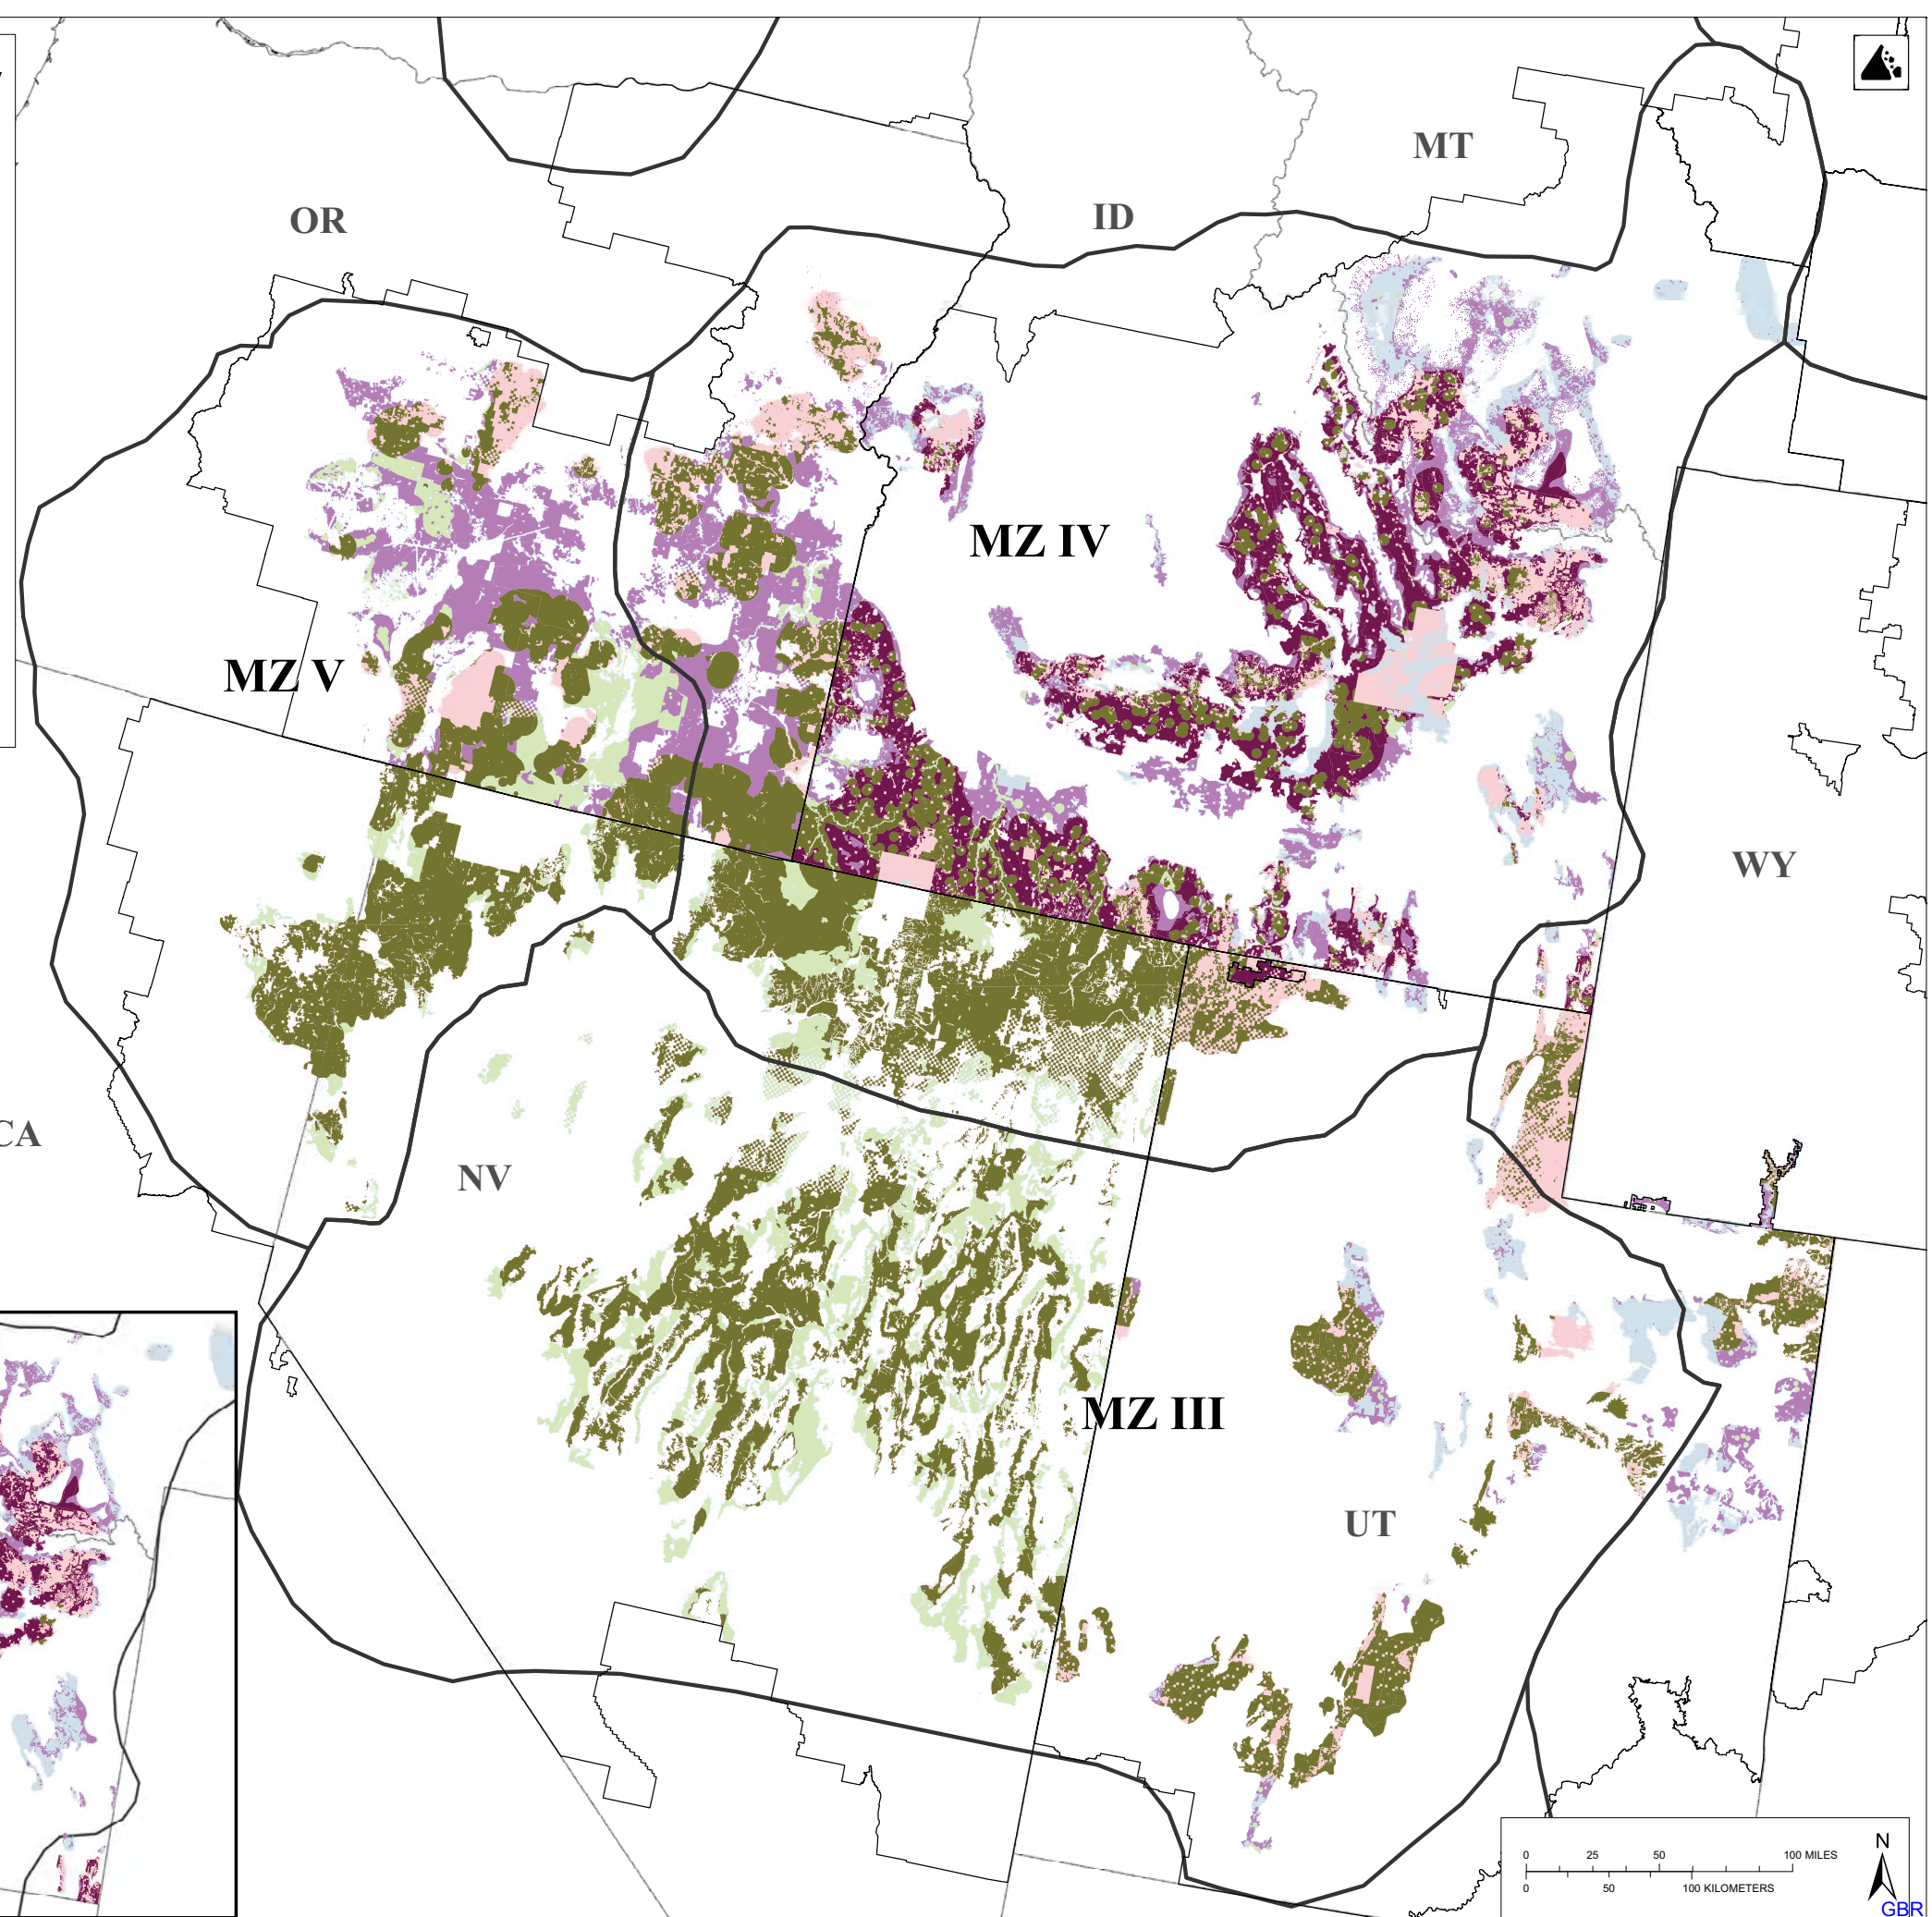 MT
OR
ID
MZ IV
MZ V
WY
CA
NV
MZ III
UT
0 25 50 100 MILES
0 50 100 KILOMETERS
N
GBR